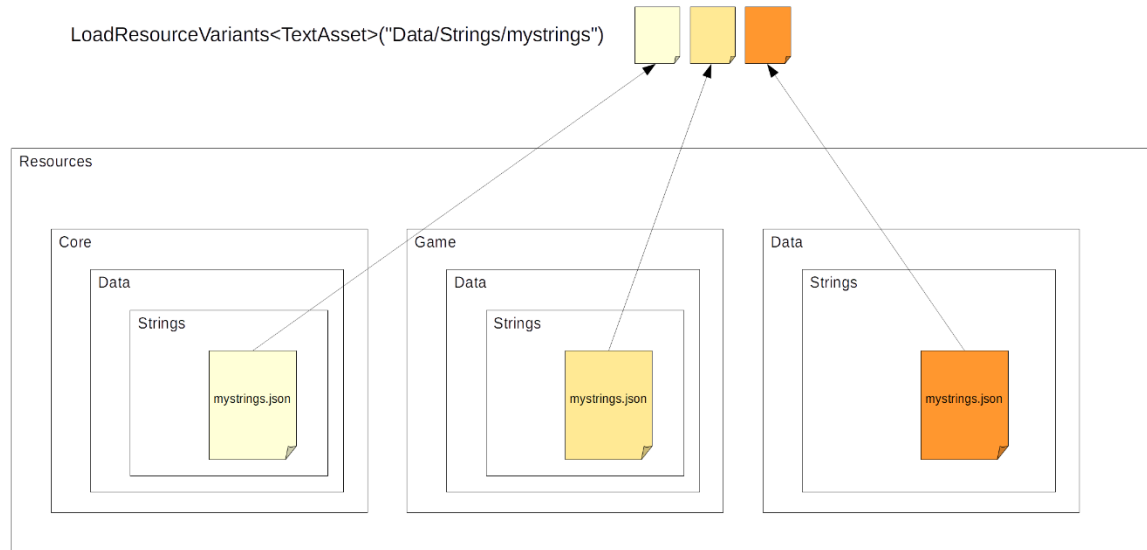 LoadResourceVariants<TextAsset>("Data/Strings/mystrings")
Resources
Core
Data
Strings
mystrings.json
Game
Data
Strings
mystrings.json
Data
Strings
mystrings.json